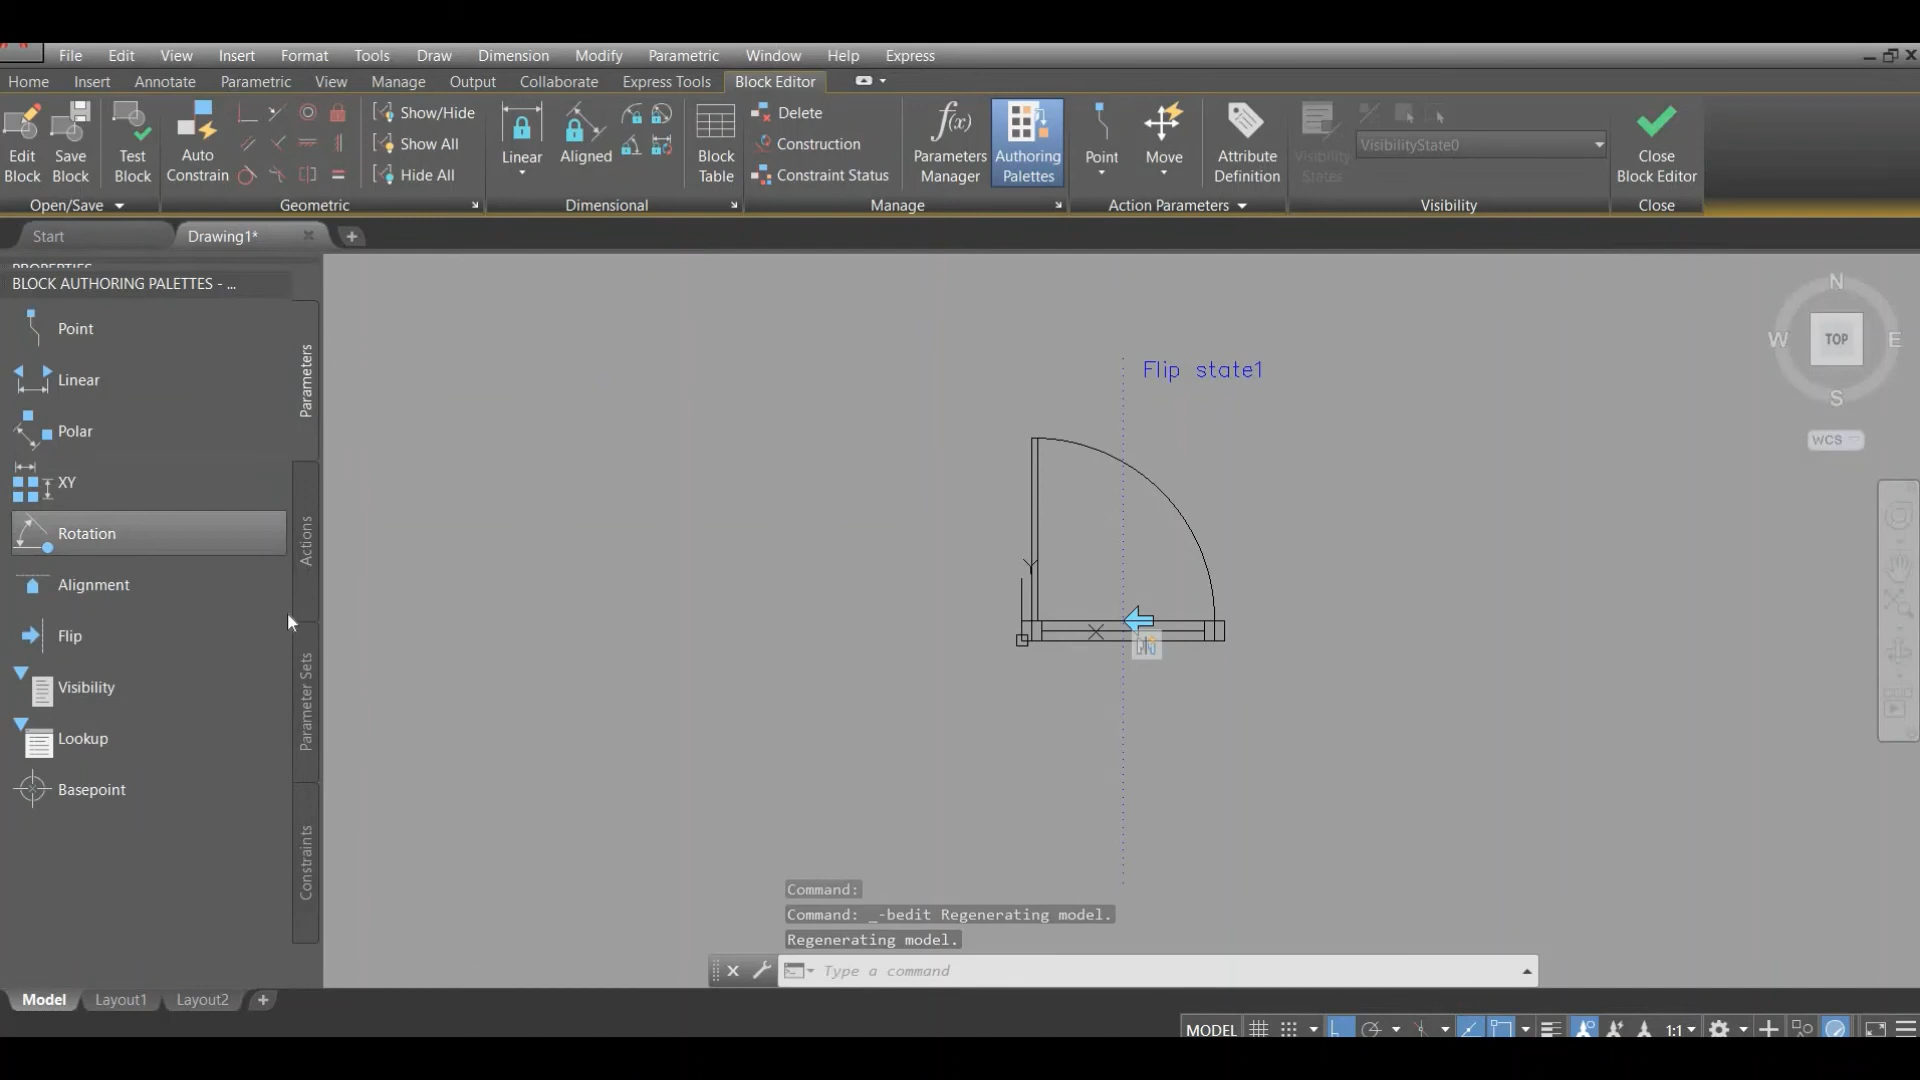 File Edit View Insert Format Tools Draw Dimension Modify Parametric Window Help Express
Home Insert Annotate Parametric View Manage Output Collaborate Express Tools Block Editor
Edit Block
Save Block
Test Block
Auto Constrain
Show/Hide
Show All
Hide All
Linear
Aligned
Block Table
Delete
Construction
Constraint Status
f(x)
Parameters Manager
Authoring Palettes
Point
Move
Attribute Definition
Visibility States
VisibilityState0
Close Block Editor
Open/Save Geometric Dimensional Manage Action Parameters Visibility Close
Start Drawing1*
BLOCK AUTHORING PALETTES - ...
Point
Linear
Polar
XY
Rotation
Alignment
Flip
Visibility
Lookup
Basepoint
Parameters
Actions
Parameter Sets
Constraints
Flip state1
Y
X
N
W TOP E
S
WCS
Command:
Command: _-bedit Regenerating model.
Regenerating model.
Type a command
Model Layout1 Layout2
MODEL 1:1